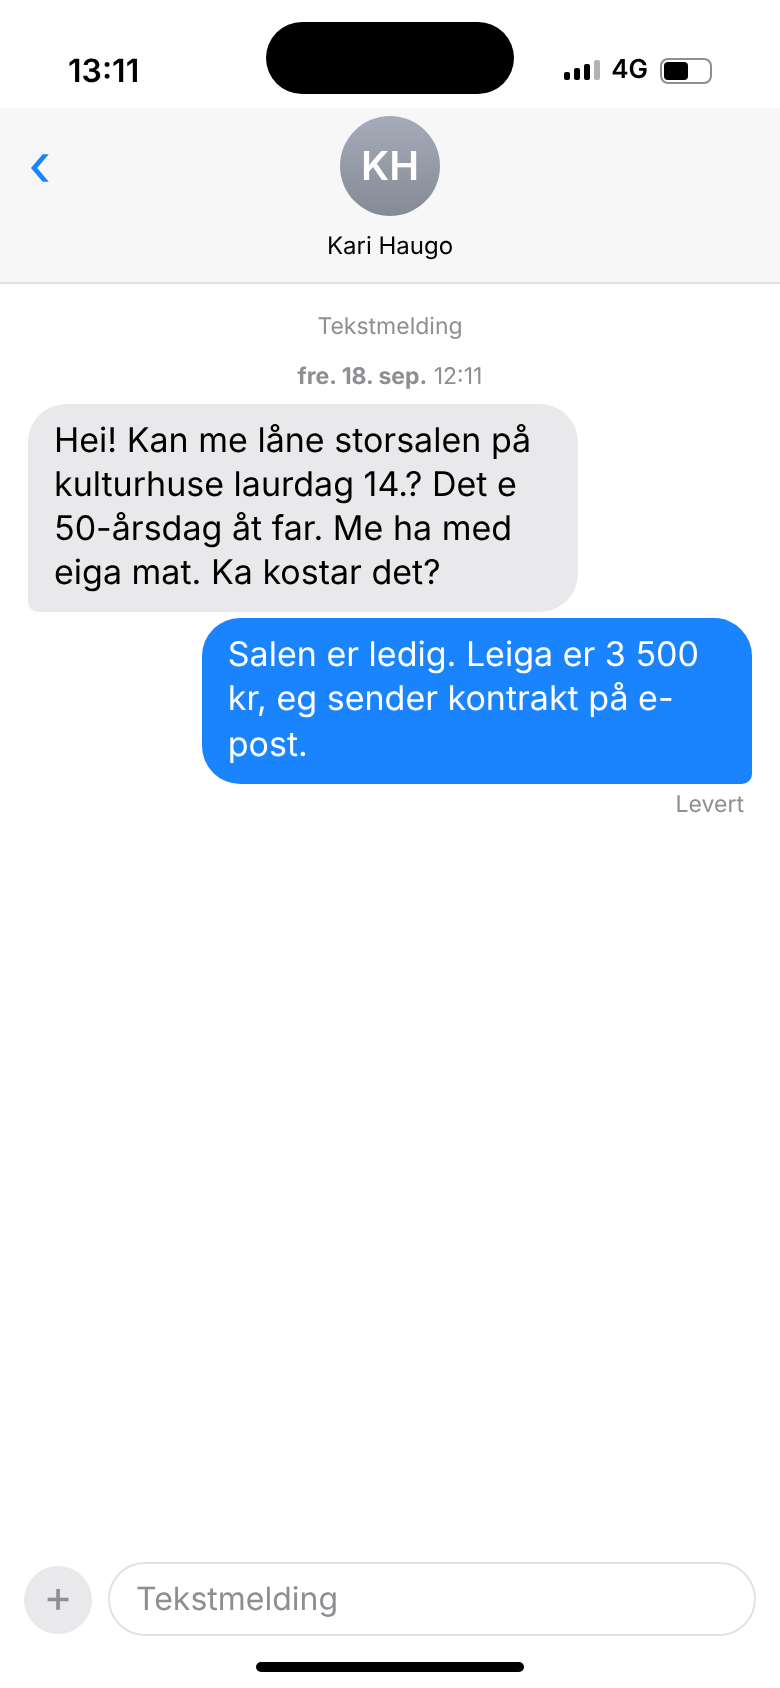 13:11
4G
KH
Kari Haugo
Tekstmelding
fre. 18. sep. 12:11
Hei! Kan me låne storsalen på
kulturhuse laurdag 14.? Det e
50-årsdag åt far. Me ha med
eiga mat. Ka kostar det?
Salen er ledig. Leiga er 3 500
kr, eg sender kontrakt på e-
post.
Levert
Tekstmelding